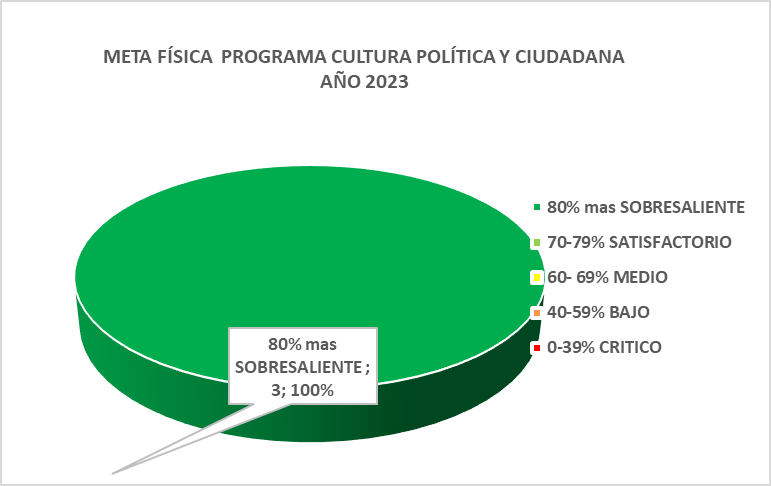 META FÍSICA  PROGRAMA CULTURA POLÍTICA Y CIUDADANA
AÑO 2023
80% mas SOBRESALIENTE
70-79% SATISFACTORIO
60- 69% MEDIO
40-59% BAJO
0-39% CRITICO
80% mas
SOBRESALIENTE ;
3; 100%